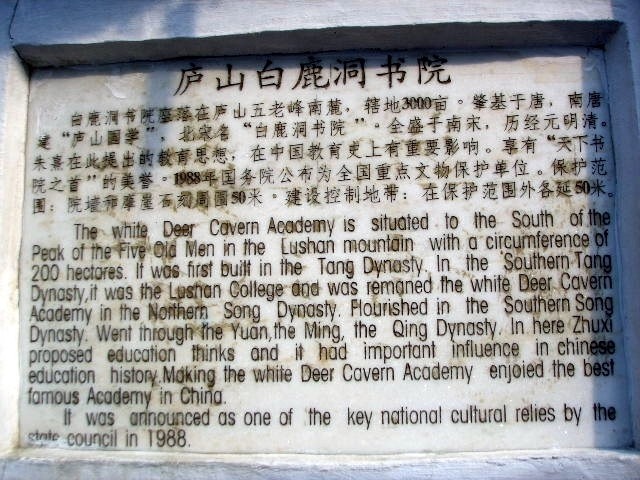 庐山白鹿洞书院
白鹿洞书院座落在庐山五老峰南麓，辖地3000亩。肇基于唐，南唐
建“庐山国学”，北宋名“白鹿洞书院”。全盛于南宋，历经元明清。
朱熹在此提出的教育思想，在中国教育史上有重要影响。享有“天下书
院之首”的美誉。1988年国务院公布为全国重点文物保护单位。保护范
围：院墙和摩崖石刻周围50米。建设控制地带：在保护范围外各延50米。
The white Deer Cavern Academy is situated to the South of the
Peak of the Five Old Men in the Lushan mountain with a circumference of
200 hectores. It was first built in the Tang Dynasty. In the Southern Tang
Dynasty,it was the Lushan College and was remaned the white Deer Cavern
Academy in the Northern Song Dynasty. Flourished in the Southern Song
Dynasty. Went through the Yuan,the Ming, the Qing Dynasty. In here Zhuxi
proposed education thinks and it had important influence in chinese
education history.Making the white Deer Cavern Academy enjoied the best
famous Academy in China.
It was announced as one of the key national cultural relies by the
state council in 1988.